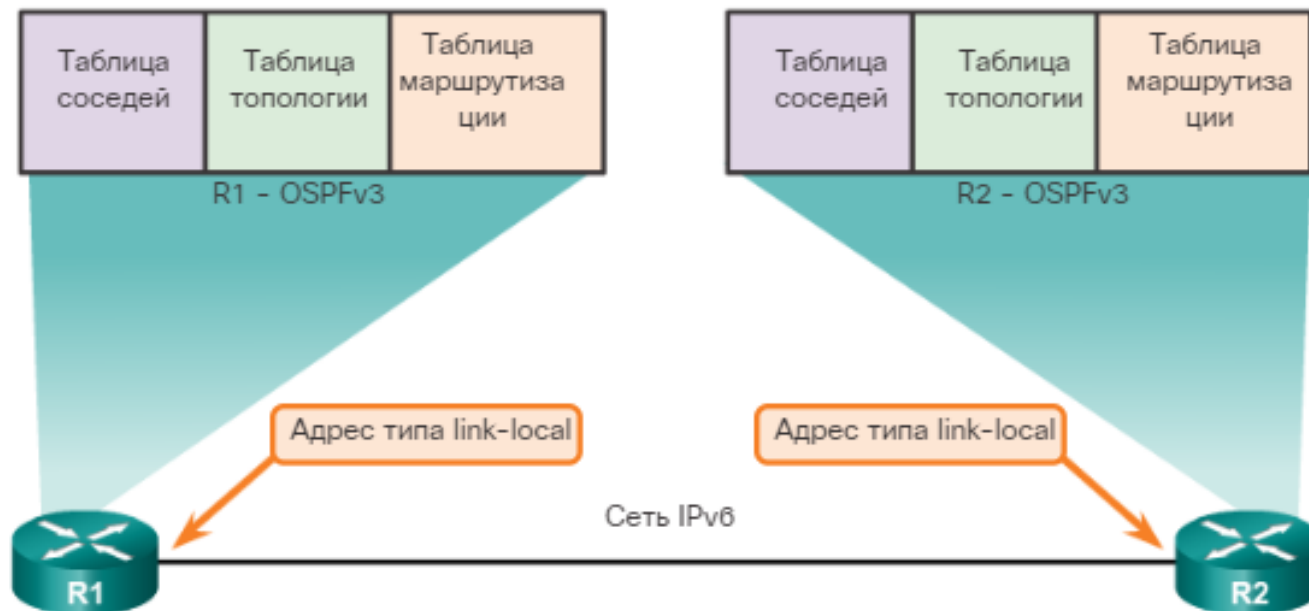 Таблица
соседей
Таблица
топологии
Таблица
маршрутиза
ции
Таблица
соседей
Таблица
топологии
Таблица
маршрутиза
ции
R1 - OSPFv3
R2 - OSPFv3
Адрес типа link-local
Адрес типа link-local
Сеть IPv6
R1
R2